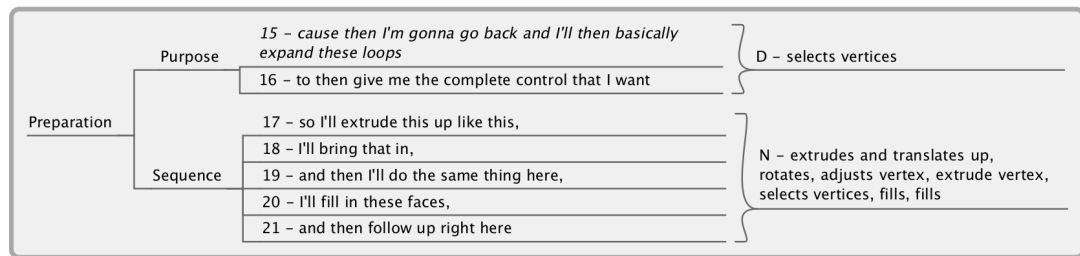 15 – cause then I'm gonna go back and I'll then basically
expand these loops
Purpose
D – selects vertices
16 – to then give me the complete control that I want
Preparation
17 – so I'll extrude this up like this,
18 – I'll bring that in,
Sequence
19 – and then I'll do the same thing here,
20 – I'll fill in these faces,
21 – and then follow up right here
N – extrudes and translates up,
rotates, adjusts vertex, extrude vertex,
selects vertices, fills, fills